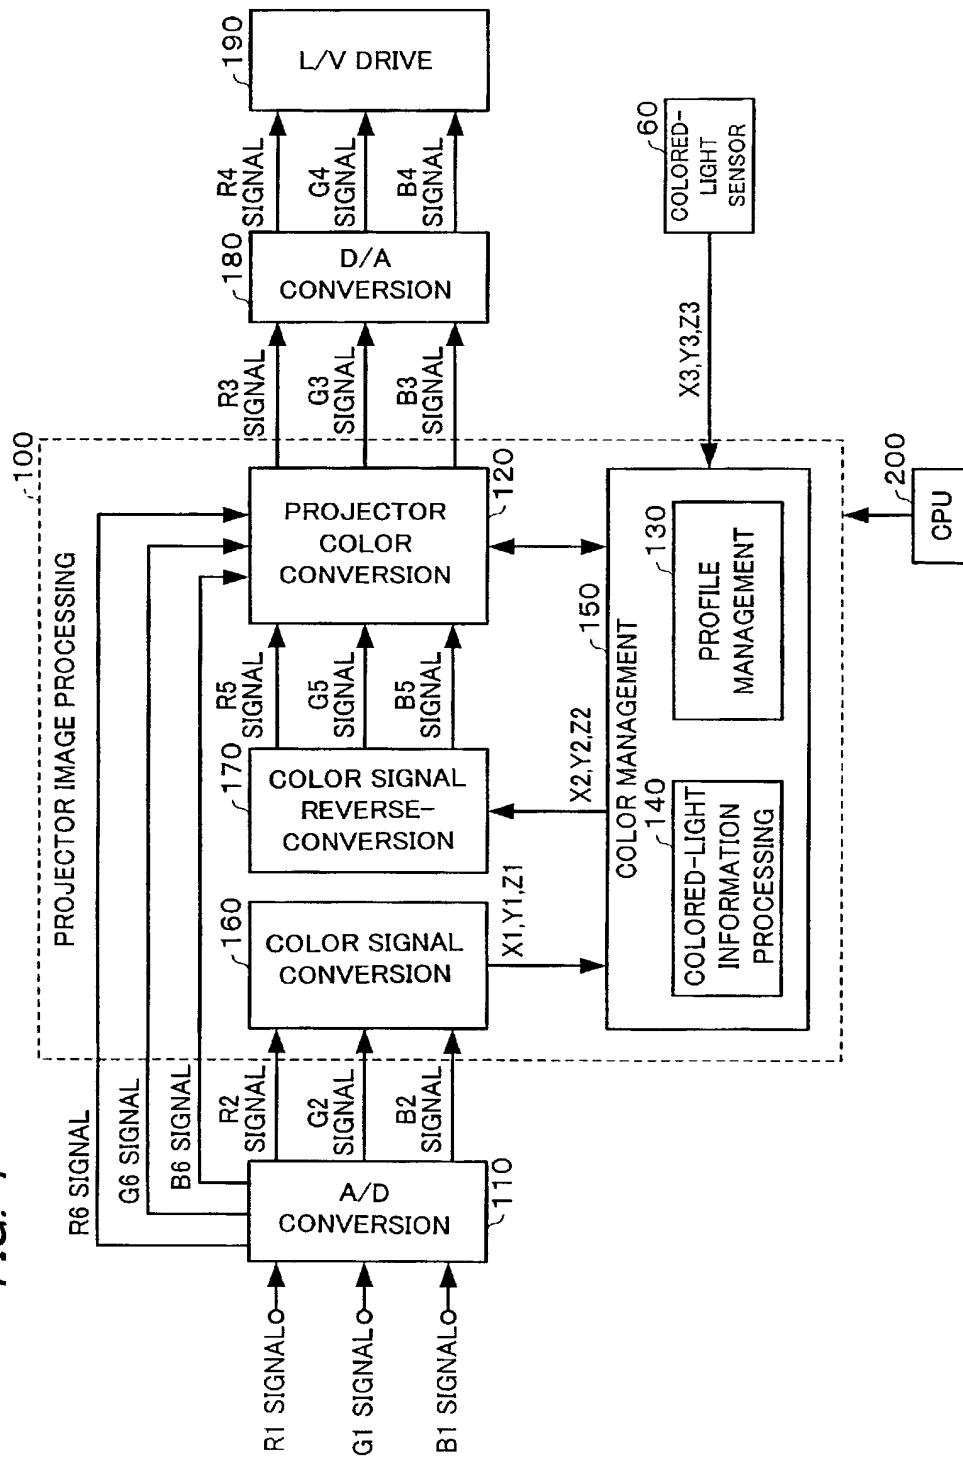 PROJECTOR IMAGE PROCESSING
100
R6 SIGNAL
G6 SIGNAL
B6 SIGNAL
R1 SIGNAL
G1 SIGNAL
B1 SIGNAL
A/D
CONVERSION
110
R2
SIGNAL
G2
SIGNAL
B2
SIGNAL
160
COLOR SIGNAL
CONVERSION
X1,Y1,Z1
170
COLOR SIGNAL
REVERSE-
CONVERSION
X2,Y2,Z2
R5
SIGNAL
G5
SIGNAL
B5
SIGNAL
PROJECTOR
COLOR
CONVERSION
120
R3
SIGNAL
G3
SIGNAL
B3
SIGNAL
180
D/A
CONVERSION
R4
SIGNAL
G4
SIGNAL
B4
SIGNAL
190
L/V DRIVE
COLOR MANAGEMENT
150
140
COLORED-LIGHT
INFORMATION
PROCESSING
130
PROFILE
MANAGEMENT
X3,Y3,Z3
60
COLORED-
LIGHT
SENSOR
200
CPU